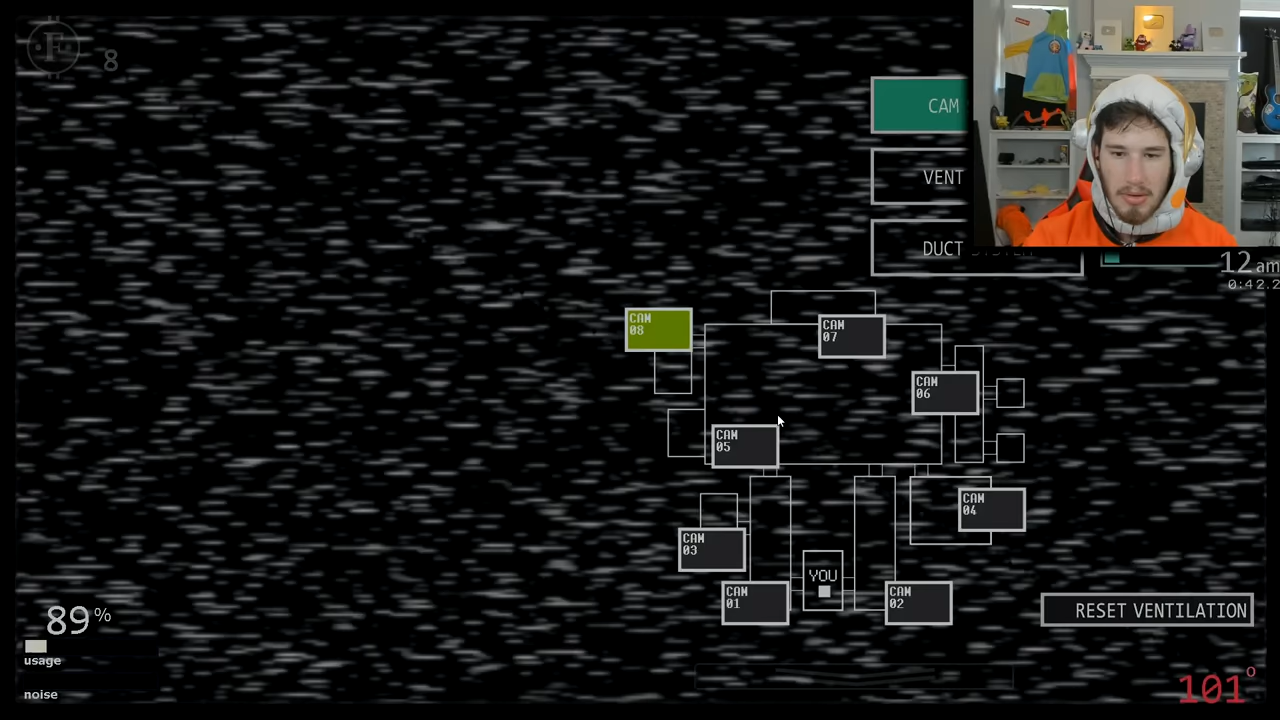 F 8
CAM
VENT
DUCT SYSTEM
12 am
0:42.2
CAM
08
CAM
07
CAM
06
CAM
05
CAM
04
CAM
03
YOU
CAM
01
CAM
02
RESET VENTILATION
89%
usage
noise
101°